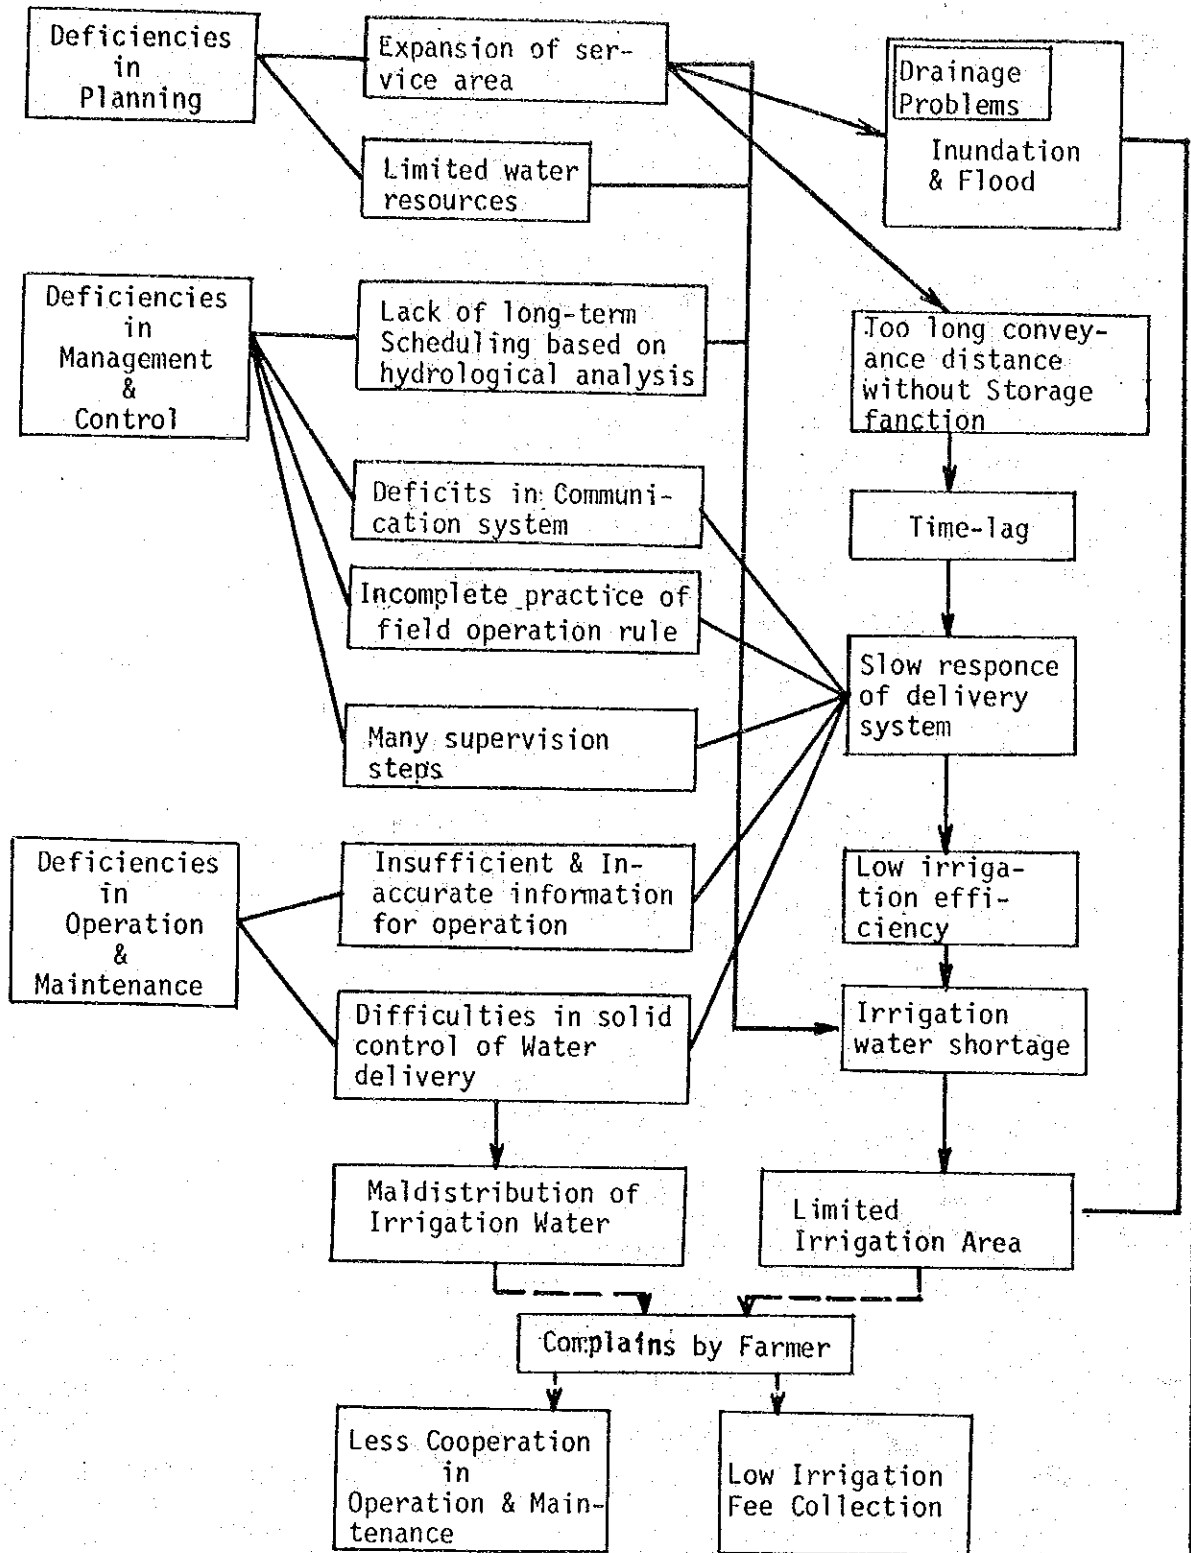 Deficiencies
in
Planning
Expansion of ser-
vice area
Limited water
resources
Drainage
Problems
Inundation
& Flood
Deficiencies
in
Management
&
Control
Lack of long-term
Scheduling based on
hydrological analysis
Deficits in Communi-
cation system
Incomplete practice of
field operation rule
Many supervision
steps
Too long convey-
ance distance
without Storage
fanction
Time-lag
Slow responce
of delivery
system
Low irriga-
tion effi-
ciency
Irrigation
water shortage
Deficiencies
in
Operation
&
Maintenance
Insufficient & In-
accurate information
for operation
Difficulties in solid
control of Water
delivery
Maldistribution of
Irrigation Water
Limited
Irrigation Area
Complains by Farmer
Less Cooperation
in
Operation & Main-
tenance
Low Irrigation
Fee Collection